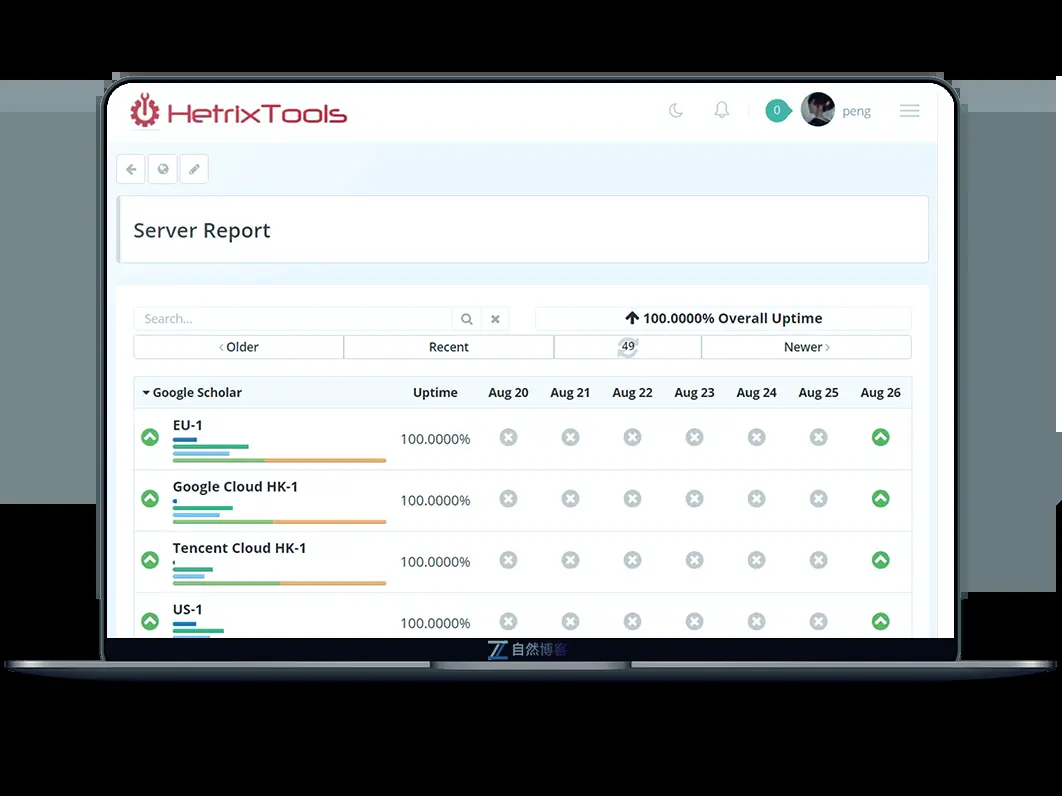 HetrixTools
0
peng
Server Report
Search...
100.0000% Overall Uptime
Older
Recent
49
Newer
Google Scholar Uptime Aug 20 Aug 21 Aug 22 Aug 23 Aug 24 Aug 25 Aug 26
EU-1
100.0000%
Google Cloud HK-1
100.0000%
Tencent Cloud HK-1
100.0000%
US-1
100.0000%
自然博客